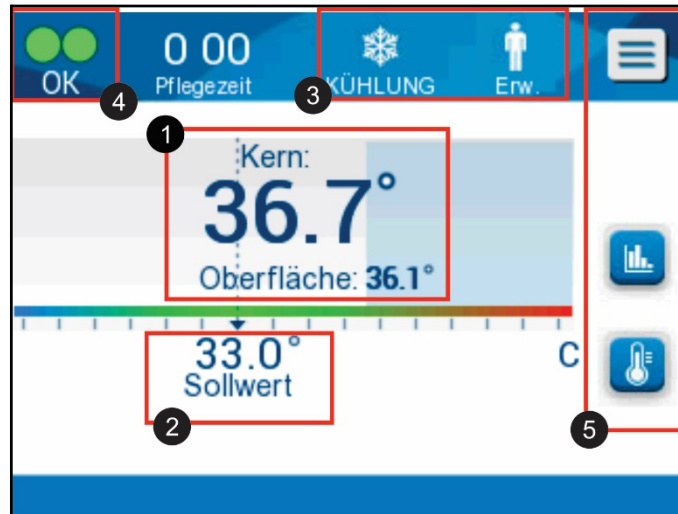 OK
0 00
Pflegezeit
KÜHLUNG
Erw.
4
3
1
Kern:
36.7°
Oberfläche: 36.1°
33.0°
Sollwert
C
2
5